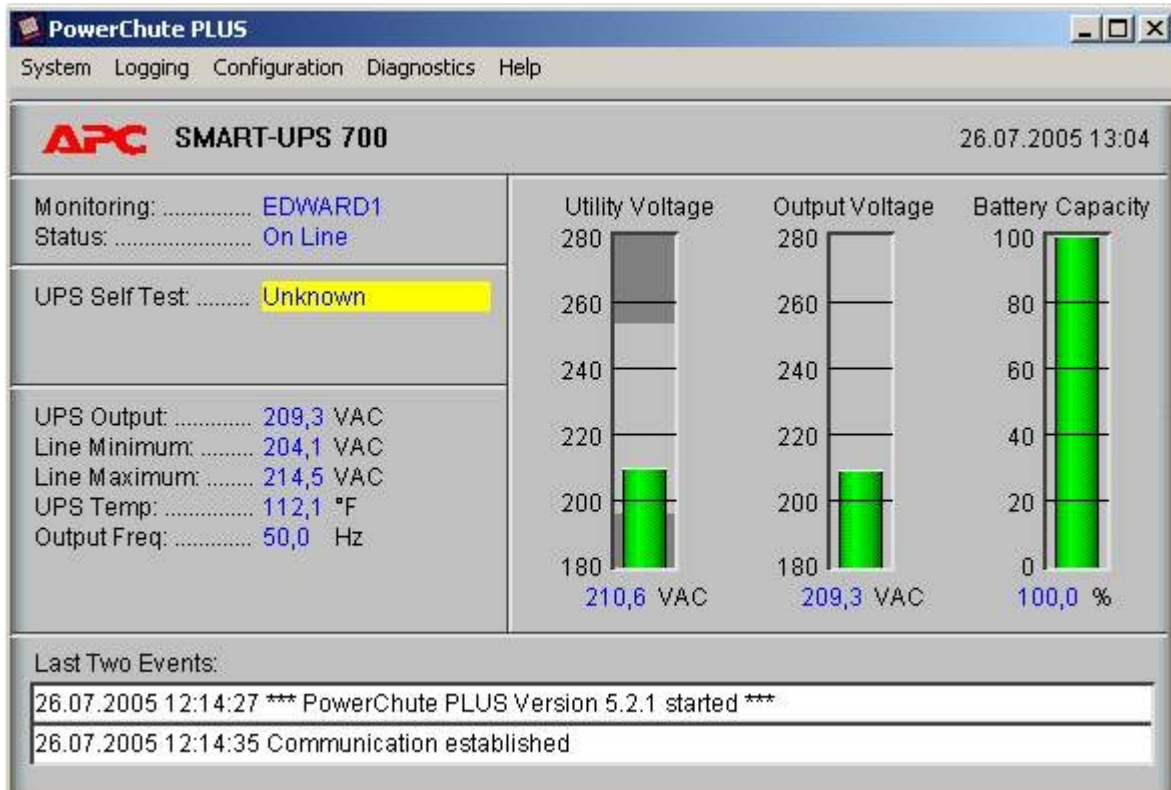 PowerChute PLUS
System Logging Configuration Diagnostics Help
APC SMART-UPS 700 26.07.2005 13:04
Monitoring: .............. EDWARD1
Status: ...................... On Line
UPS Self Test: ......... Unknown
UPS Output: ............. 209,3 VAC
Line Minimum: ......... 204,1 VAC
Line Maximum: ........ 214,5 VAC
UPS Temp: ............... 112,1 °F
Output Freq: ............. 50,0 Hz
Utility Voltage
280
260
240
220
200
180
210,6 VAC
Output Voltage
280
260
240
220
200
180
209,3 VAC
Battery Capacity
100
80
60
40
20
0
100,0 %
Last Two Events:
26.07.2005 12:14:27 *** PowerChute PLUS Version 5.2.1 started ***
26.07.2005 12:14:35 Communication established